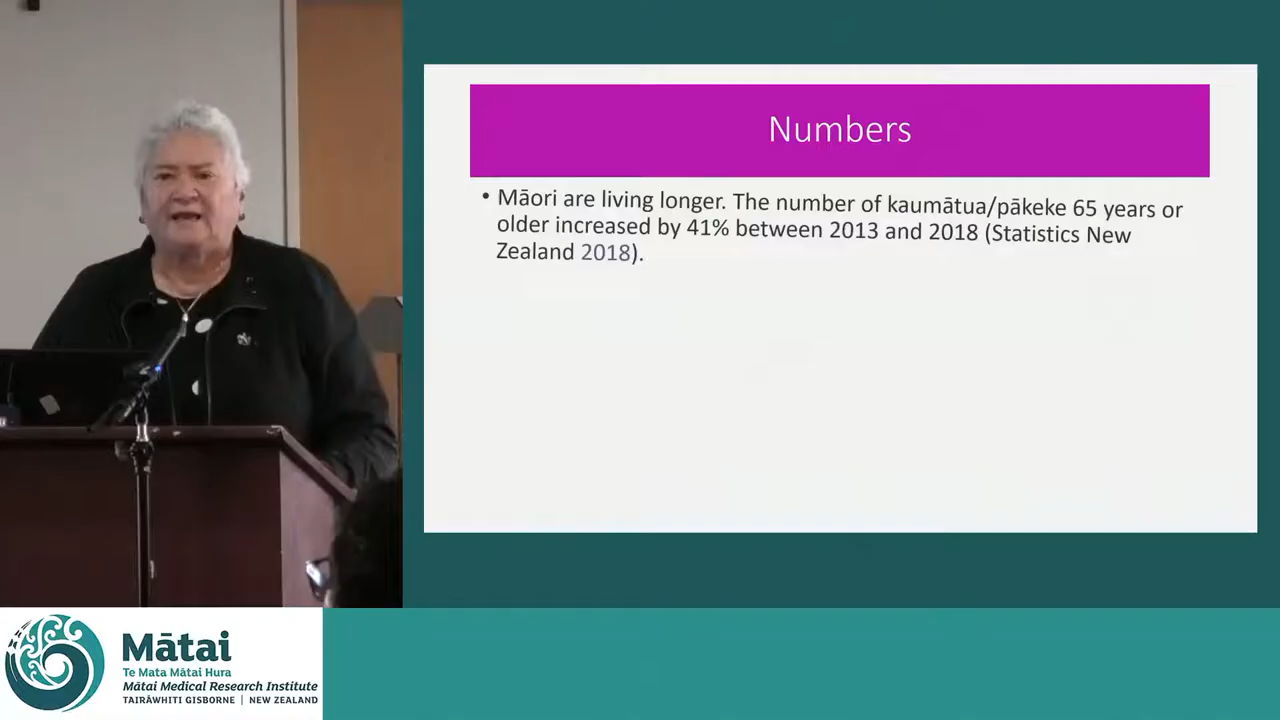 Numbers
• Māori are living longer. The number of kaumātua/pākeke 65 years or
older increased by 41% between 2013 and 2018 (Statistics New
Zealand 2018).
Mātai
Te Mata Mātai Hura
Mātai Medical Research Institute
TAIRĀWHITI GISBORNE | NEW ZEALAND